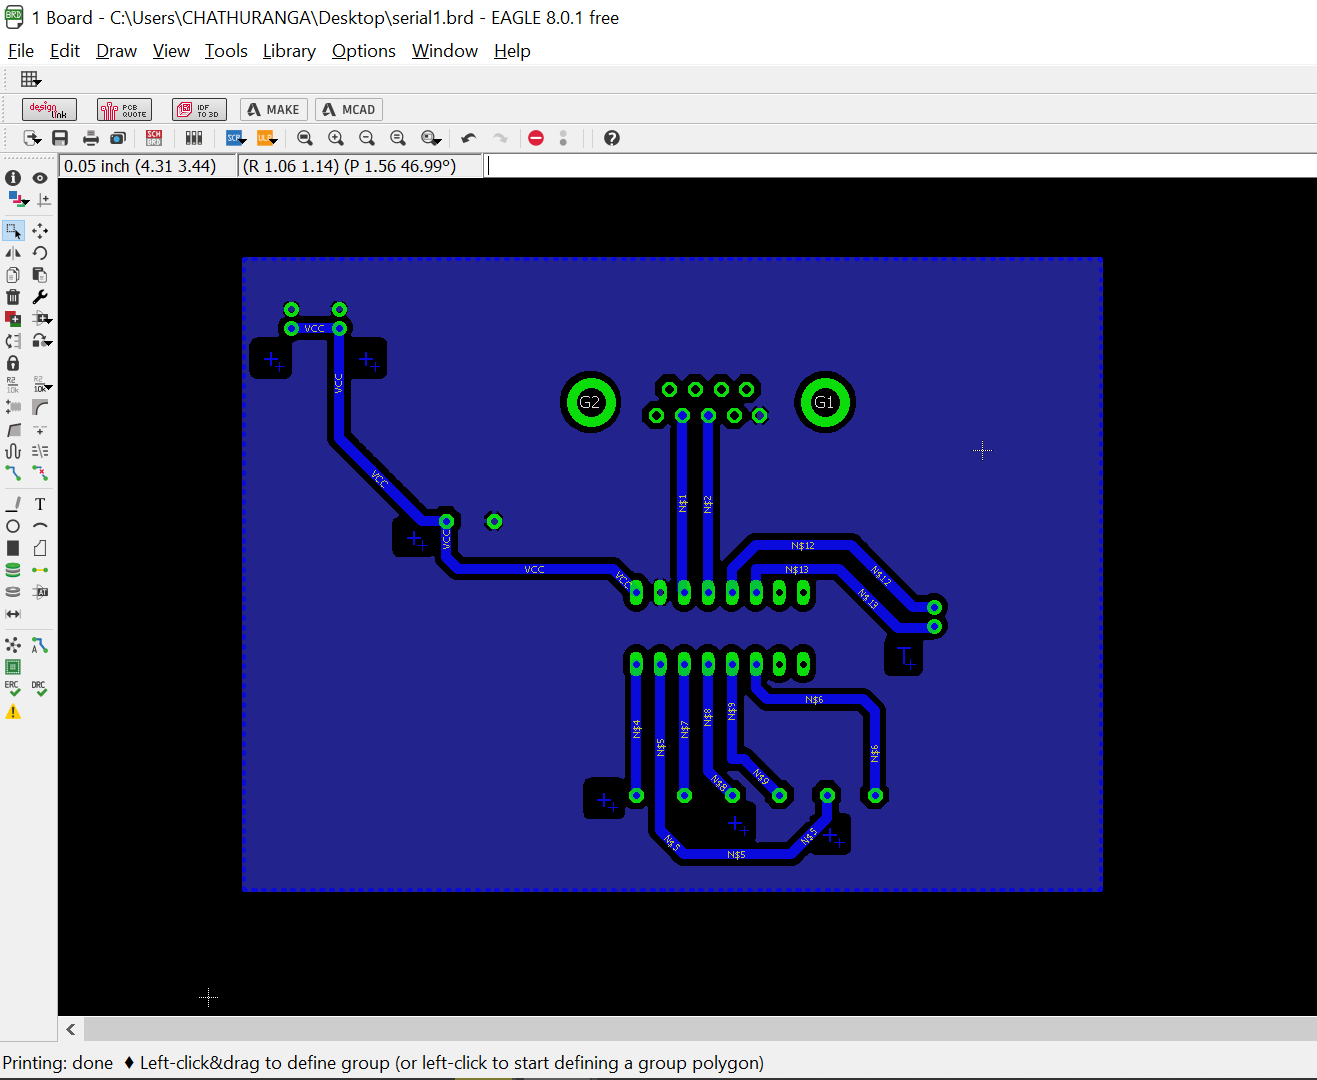 1 Board - C:\Users\CHATHURANGA\Desktop\serial1.brd - EAGLE 8.0.1 free
File Edit Draw View Tools Library Options Window Help
design link PCB QUOTE IDF TO 3D MAKE MCAD
SCH BRD SCR ULP
0.05 inch (4.31 3.44) (R 1.06 1.14) (P 1.56 46.99°)
R2 10k R2 10k
T
AT
A
ERC DRC
VCC
VCC
G2 G1
VCC
N$1 N$2
VCC
VCC VCC
N$12
N$13
N$12
N$13
N$6
N$4 N$5 N$7 N$8 N$9
N$6
N$8 N$9
N$5 N$5
N$5
Printing: done ♦ Left-click&drag to define group (or left-click to start defining a group polygon)